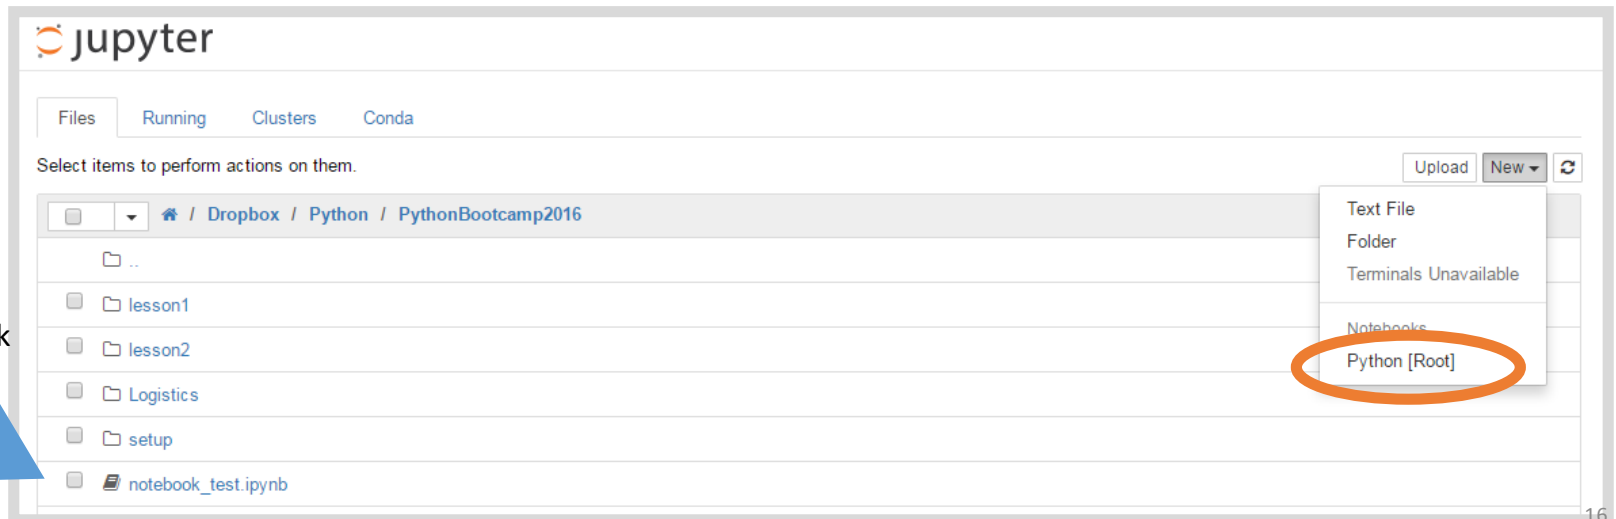 jupyter
Files Running Clusters Conda
Select items to perform actions on them.
Upload New
/ Dropbox / Python / PythonBootcamp2016
Text File
Folder
Terminals Unavailable
Notebooks
Python [Root]
..
lesson1
k
lesson2
Logistics
setup
notebook_test.ipynb
16